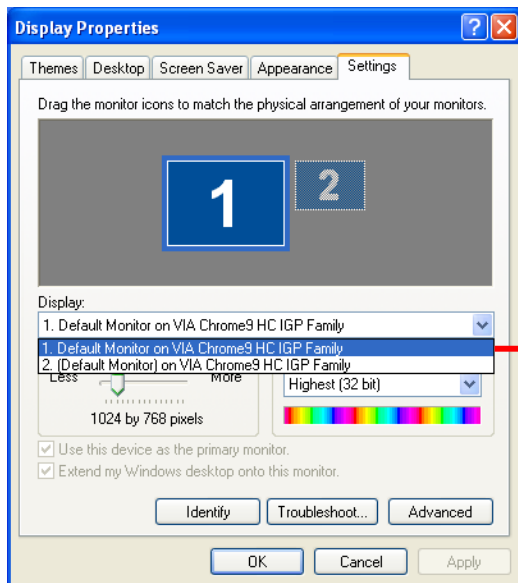 Display Properties
Themes Desktop Screen Saver Appearance Settings
Drag the monitor icons to match the physical arrangement of your monitors.
1 2
Display:
1. Default Monitor on VIA Chrome9 HC IGP Family
1. Default Monitor on VIA Chrome9 HC IGP Family
2. (Default Monitor) on VIA Chrome9 HC IGP Family
Less More Highest (32 bit)
1024 by 768 pixels
Use this device as the primary monitor.
Extend my Windows desktop onto this monitor.
Identify Troubleshoot... Advanced
OK Cancel Apply